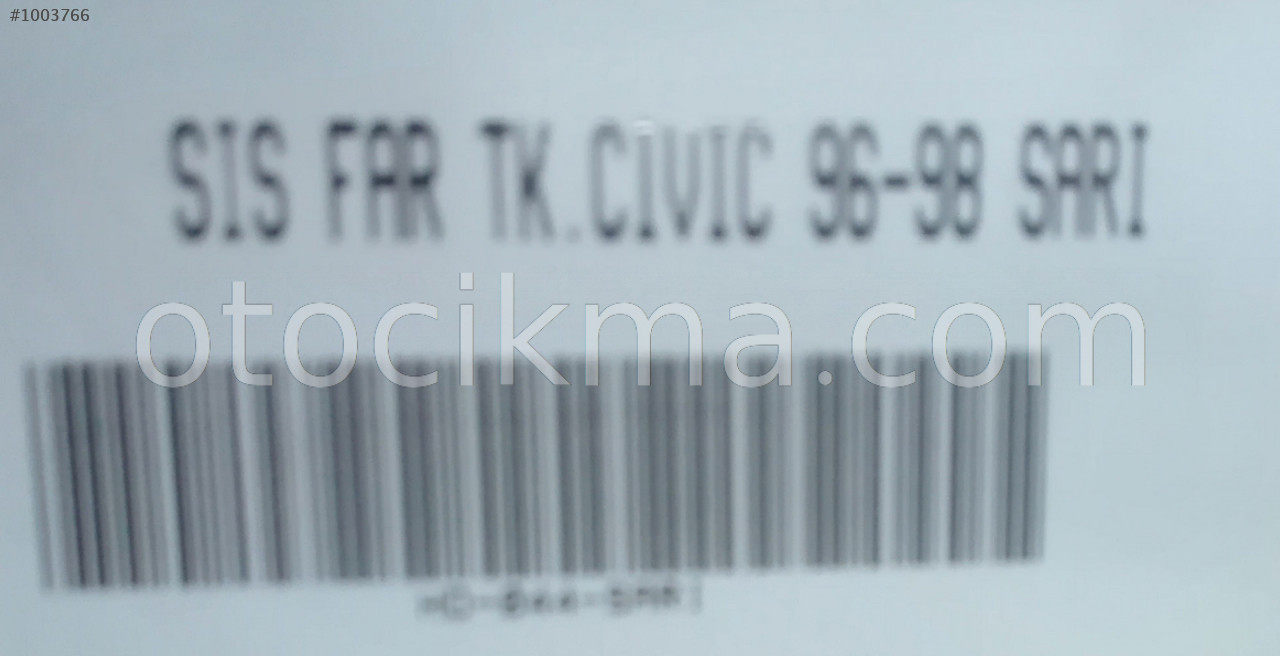 #1003766
SIS FAR TK.CiVIC 96-98 SARI
otocikma.com